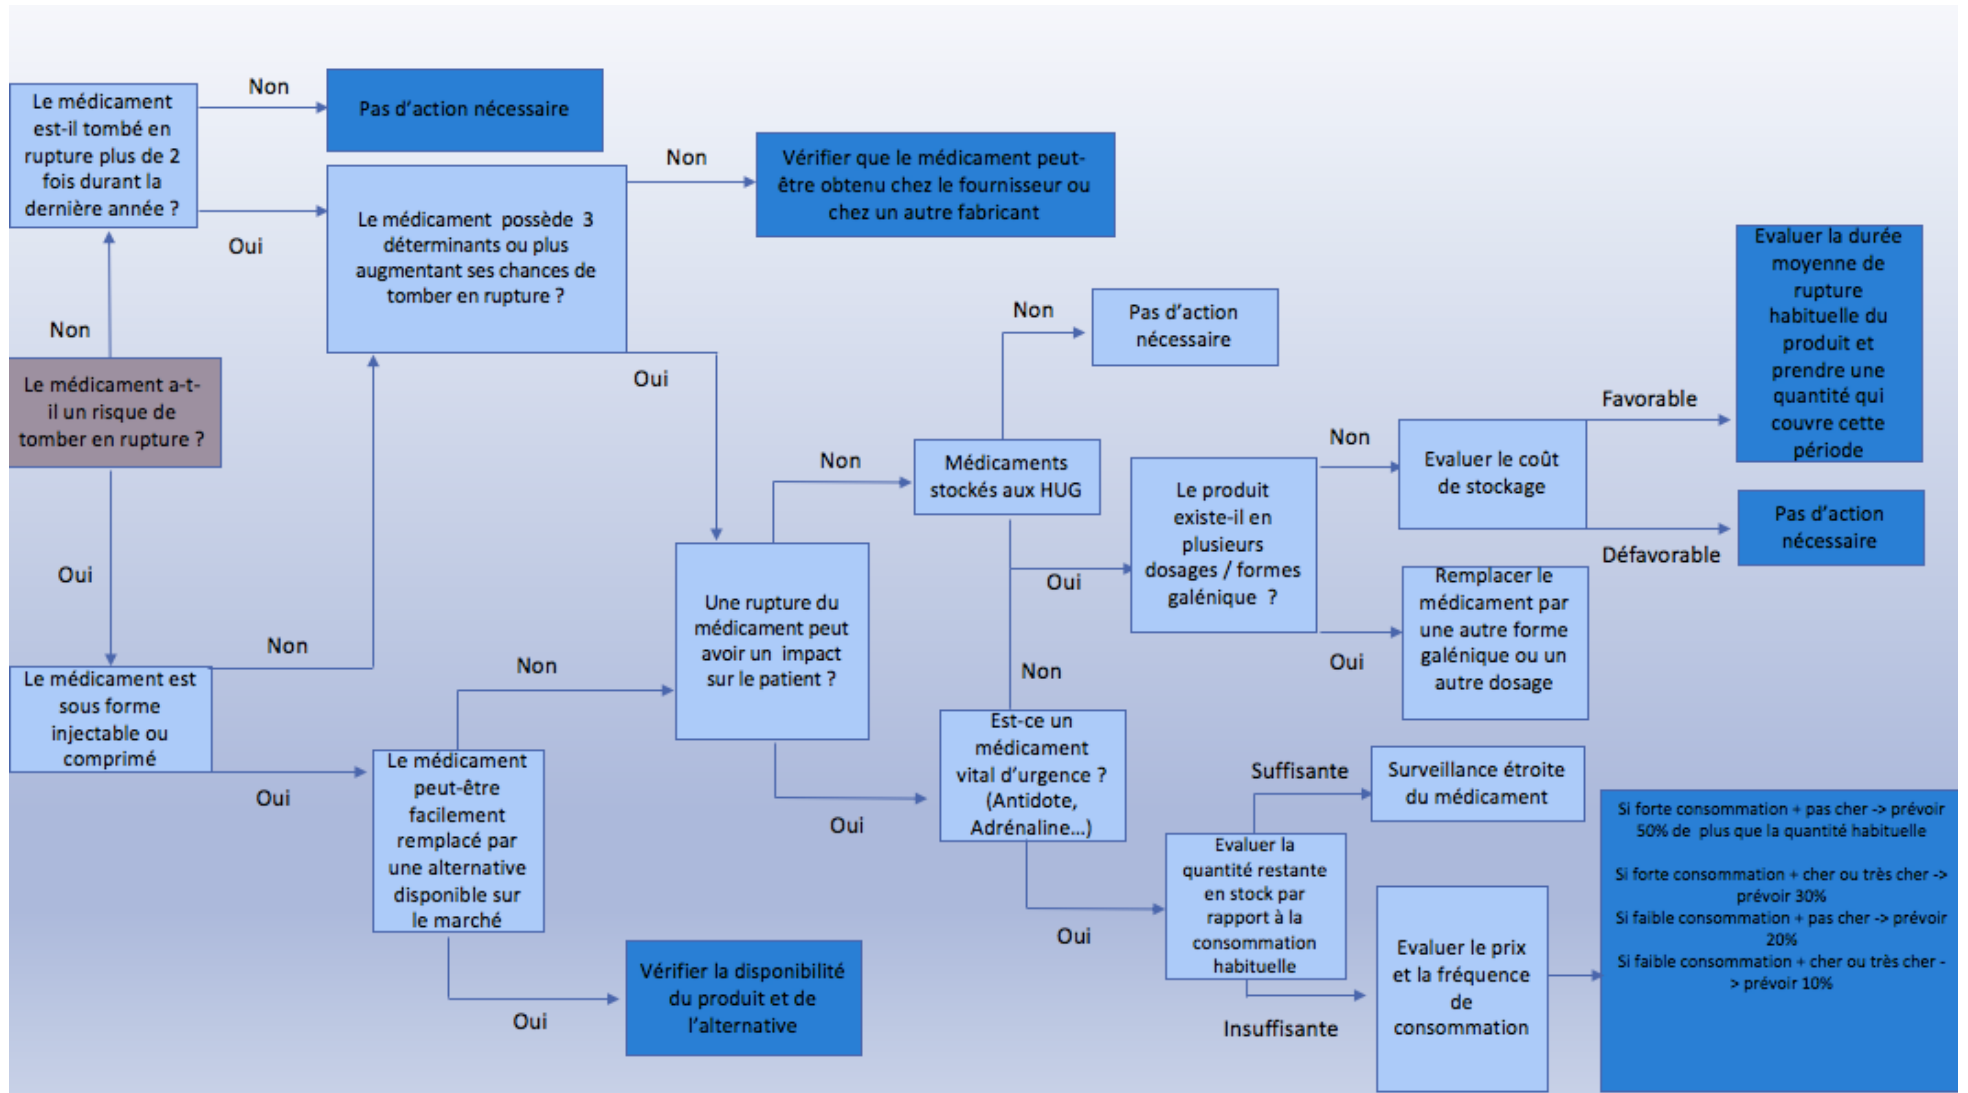 Non
Pas d'action nécessaire
Le médicament
est-il tombé en
rupture plus de 2
fois durant la
dernière année ?
Oui
Non
Vérifier que le médicament peut-
être obtenu chez le fournisseur ou
chez un autre fabricant
Le médicament possède 3
déterminants ou plus
augmentant ses chances de
tomber en rupture ?
Oui
Non
Le médicament a-t-
il un risque de
tomber en rupture ?
Oui
Le médicament est
sous forme
injectable ou
comprimé
Non
Oui
Le médicament
peut-être
facilement
remplacé par
une alternative
disponible sur
le marché
Non
Oui
Vérifier la disponibilité
du produit et de
l'alternative
Une rupture du
médicament peut
avoir un impact
sur le patient ?
Non
Oui
Médicaments
stockés aux HUG
Non
Pas d'action
nécessaire
Oui
Non
Est-ce un
médicament
vital d'urgence ?
(Antidote,
Adrénaline...)
Oui
Le produit
existe-il en
plusieurs
dosages / formes
galénique ?
Non
Oui
Evaluer le coût
de stockage
Favorable
Défavorable
Evaluer la durée
moyenne de
rupture
habituelle du
produit et
prendre une
quantité qui
couvre cette
période
Pas d'action
nécessaire
Remplacer le
médicament par
une autre forme
galénique ou un
autre dosage
Evaluer la
quantité restante
en stock par
rapport à la
consommation
habituelle
Suffisante
Surveillance étroite
du médicament
Insuffisante
Evaluer le prix
et la fréquence
de
consommation
Si forte consommation + pas cher -> prévoir
50% de plus que la quantité habituelle
Si forte consommation + cher ou très cher ->
prévoir 30%
Si faible consommation + pas cher -> prévoir
20%
Si faible consommation + cher ou très cher -
> prévoir 10%